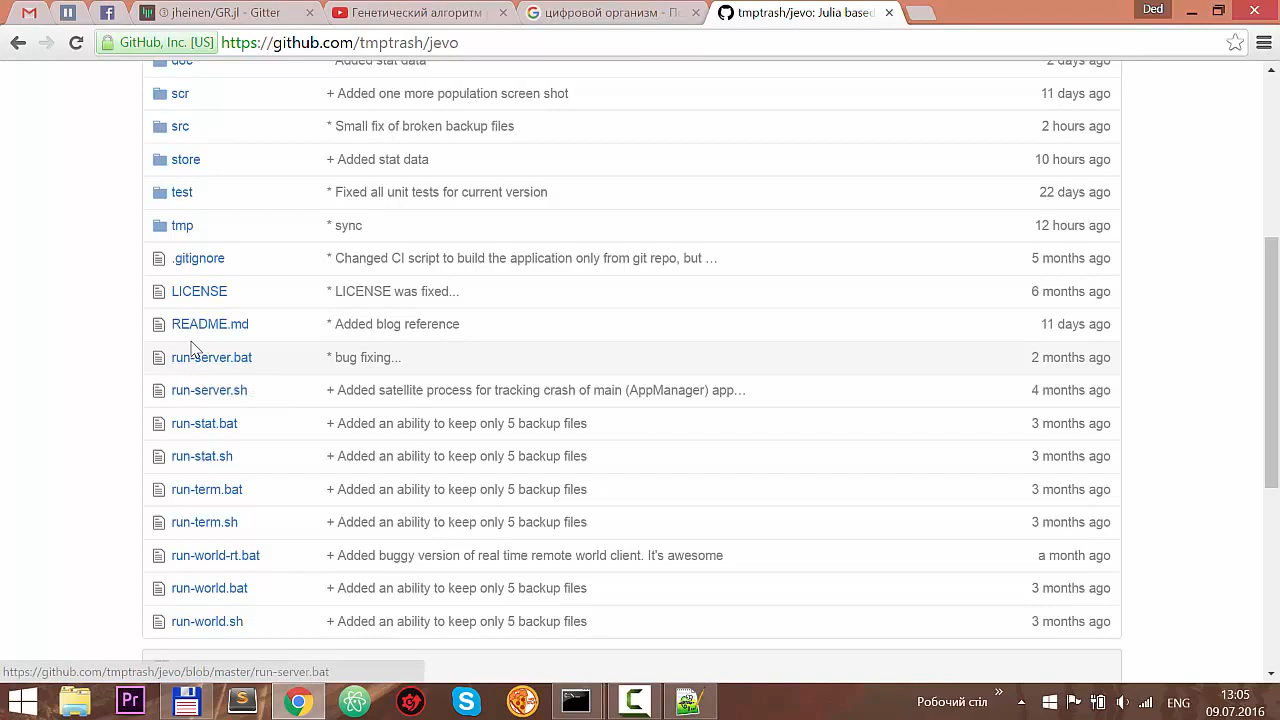 jheinen/GR.jl - Gitter
Генетический алгоритм
цифровой организм - По
tmptrash/jevo: Julia based
Ded
GitHub, Inc. [US]
https://github.com/tmptrash/jevo
doc Added stat data 2 days ago
scr + Added one more population screen shot 11 days ago
src * Small fix of broken backup files 2 hours ago
store + Added stat data 10 hours ago
test * Fixed all unit tests for current version 22 days ago
tmp * sync 12 hours ago
.gitignore * Changed CI script to build the application only from git repo, but … 5 months ago
LICENSE * LICENSE was fixed... 6 months ago
README.md * Added blog reference 11 days ago
run-server.bat * bug fixing... 2 months ago
run-server.sh + Added satellite process for tracking crash of main (AppManager) app… 4 months ago
run-stat.bat + Added an ability to keep only 5 backup files 3 months ago
run-stat.sh + Added an ability to keep only 5 backup files 3 months ago
run-term.bat + Added an ability to keep only 5 backup files 3 months ago
run-term.sh + Added an ability to keep only 5 backup files 3 months ago
run-world-rt.bat + Added buggy version of real time remote world client. It's awesome a month ago
run-world.bat + Added an ability to keep only 5 backup files 3 months ago
run-world.sh + Added an ability to keep only 5 backup files 3 months ago
https://github.com/tmptrash/jevo/blob/master/run-server.bat
Pr
Робочий стіл
»
ENG
13:05
09.07.2016